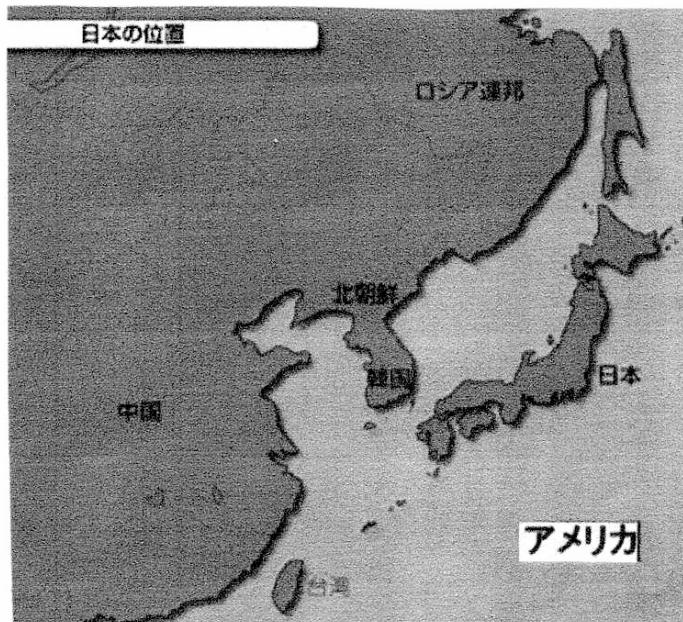 日本の位置
ロシア連邦
北朝鮮
韓国
日本
中国
アメリカ
台湾